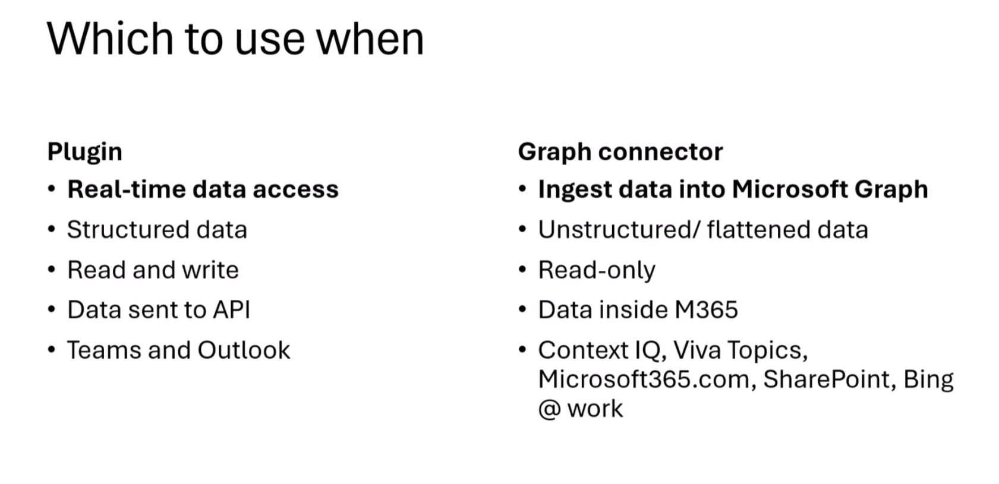 Which to use when
Plugin
• Real-time data access
• Structured data
• Read and write
• Data sent to API
• Teams and Outlook
Graph connector
• Ingest data into Microsoft Graph
• Unstructured/ flattened data
• Read-only
• Data inside M365
• Context IQ, Viva Topics,
Microsoft365.com, SharePoint, Bing
@ work